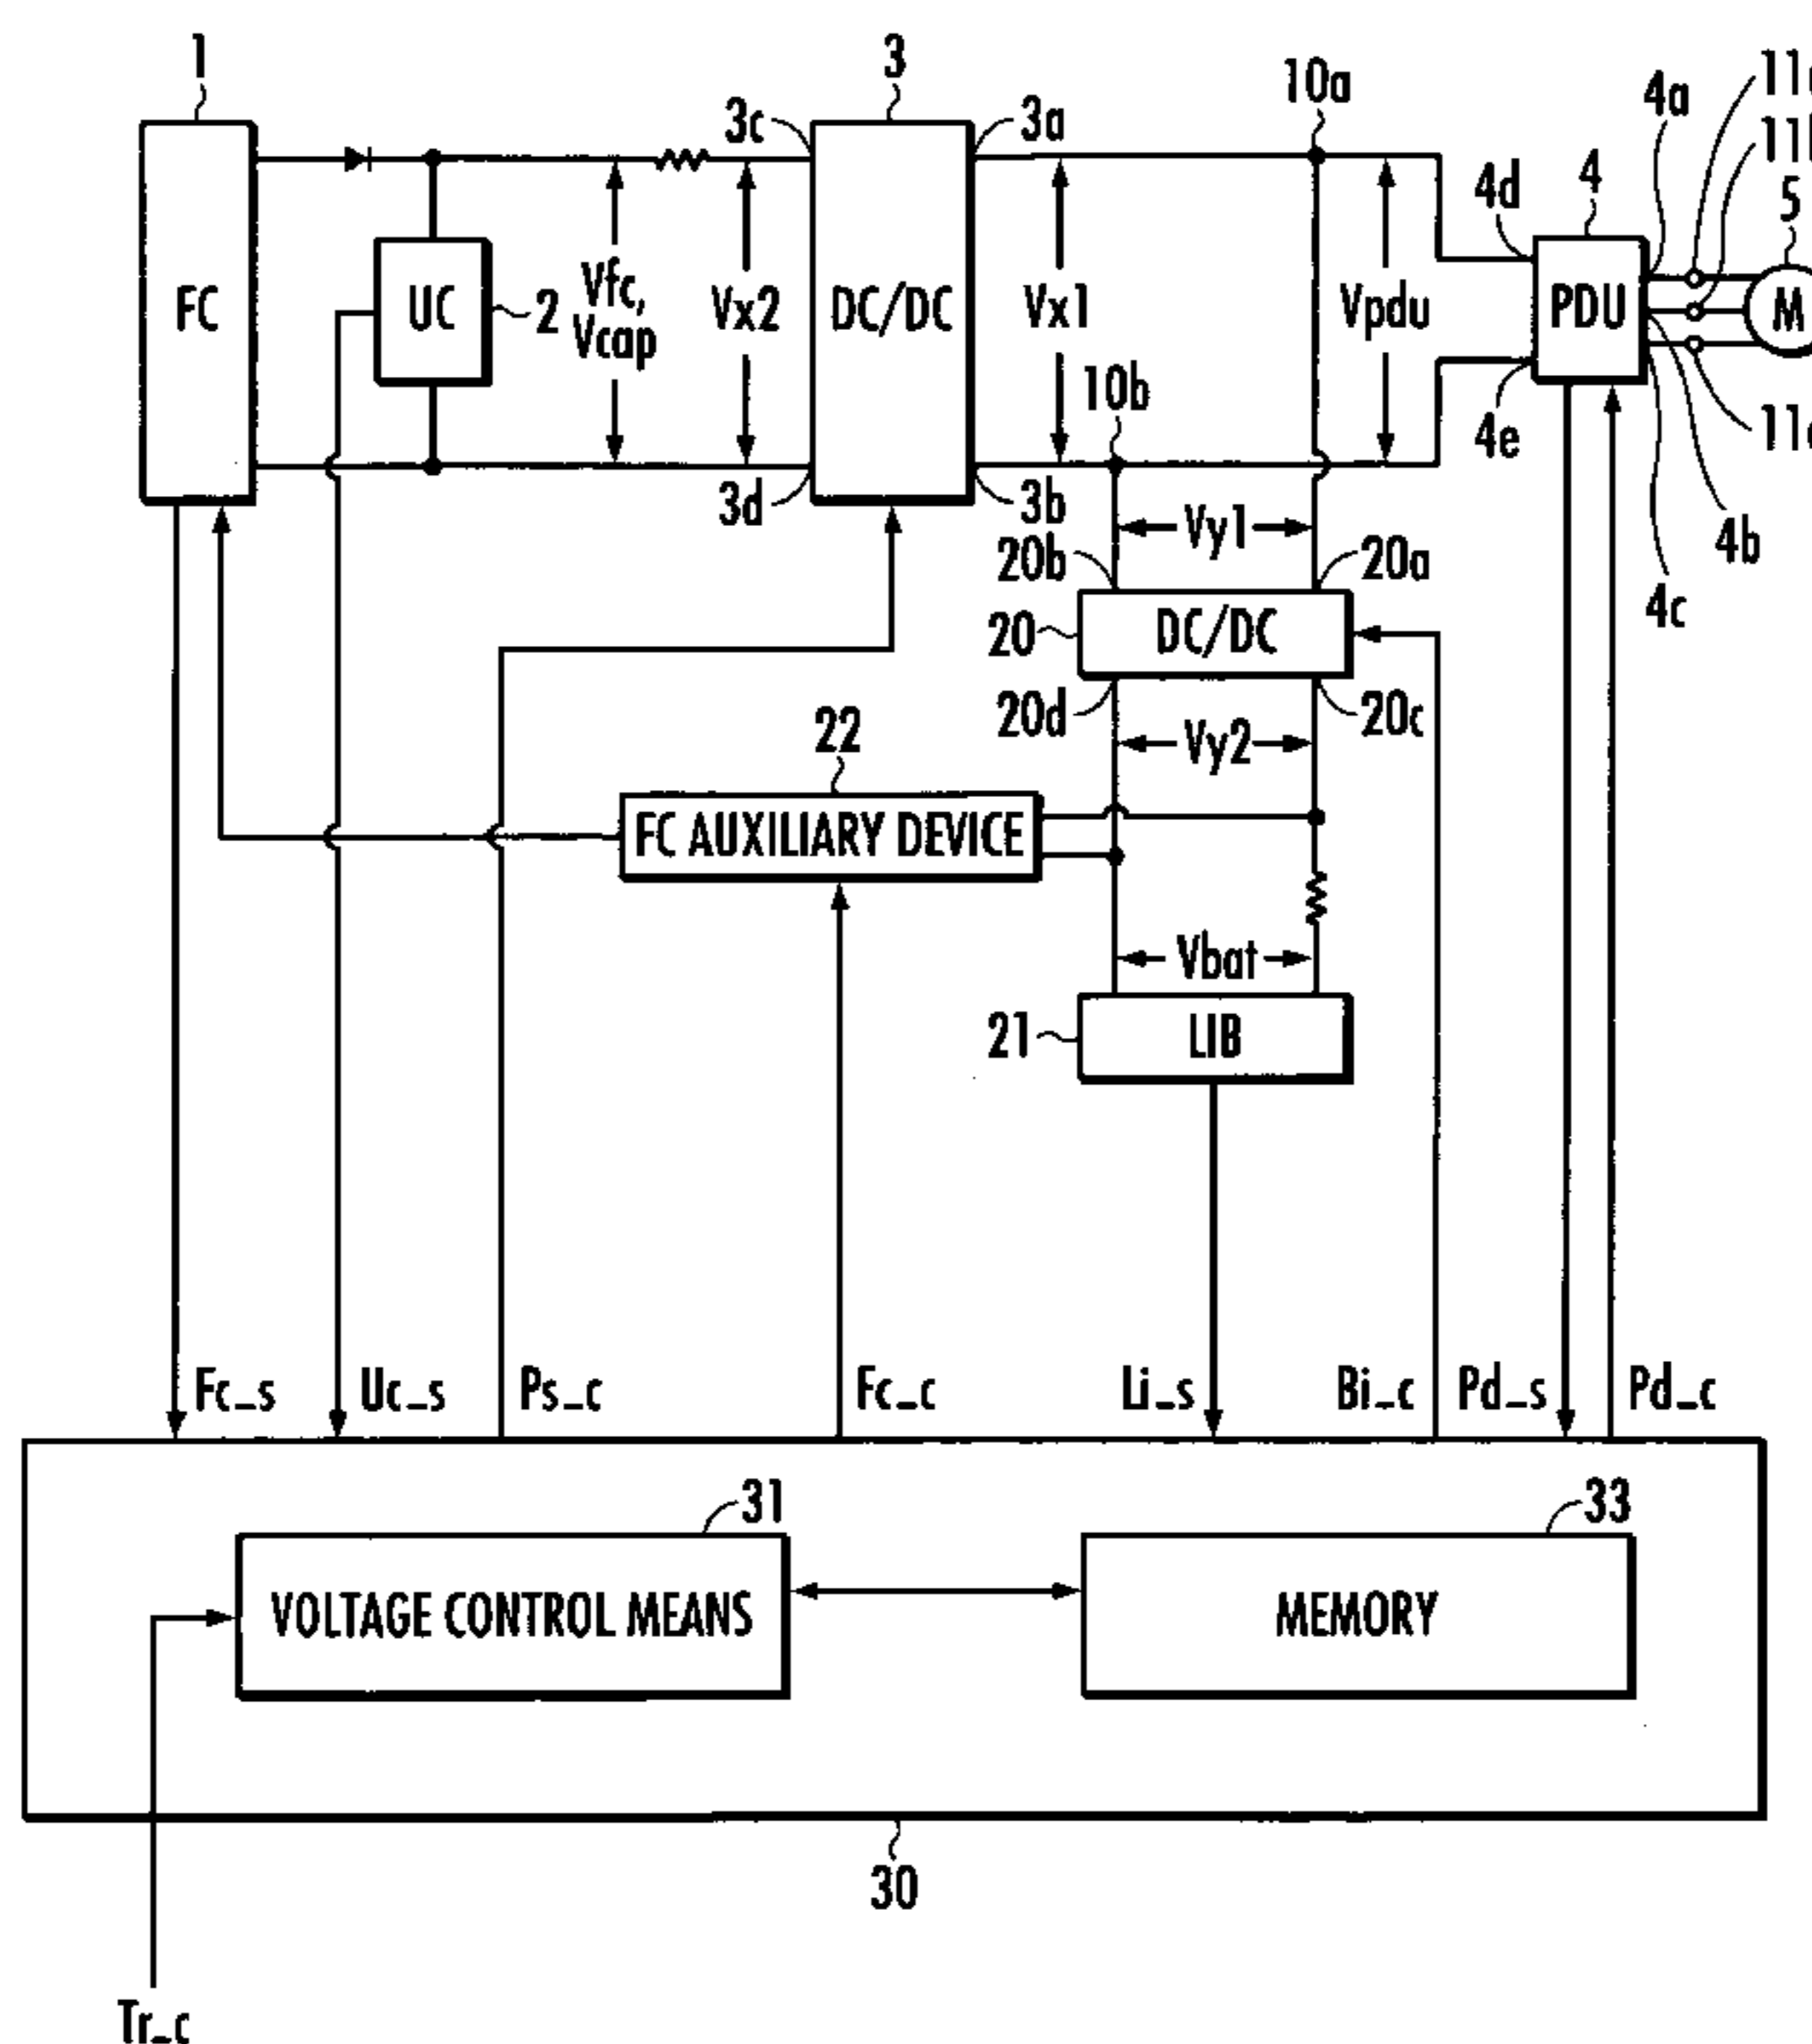 1
3
10a
4a
11
3c
3a
11
4d
4
5
FC
UC
2
Vfc,
Vcap
Vx2
DC/DC
Vx1
Vpdu
PDU
M
10b
4e
11
3d
3b
Vy1
4b
20b
20a
4c
20
DC/DC
20d
20c
22
Vy2
FC AUXILIARY DEVICE
Vbat
21
LIB
Fc_s
Uc_s
Ps_c
Fc_c
Li_s
Bi_c
Pd_s
Pd_c
31
33
VOLTAGE CONTROL MEANS
MEMORY
30
Tr_c